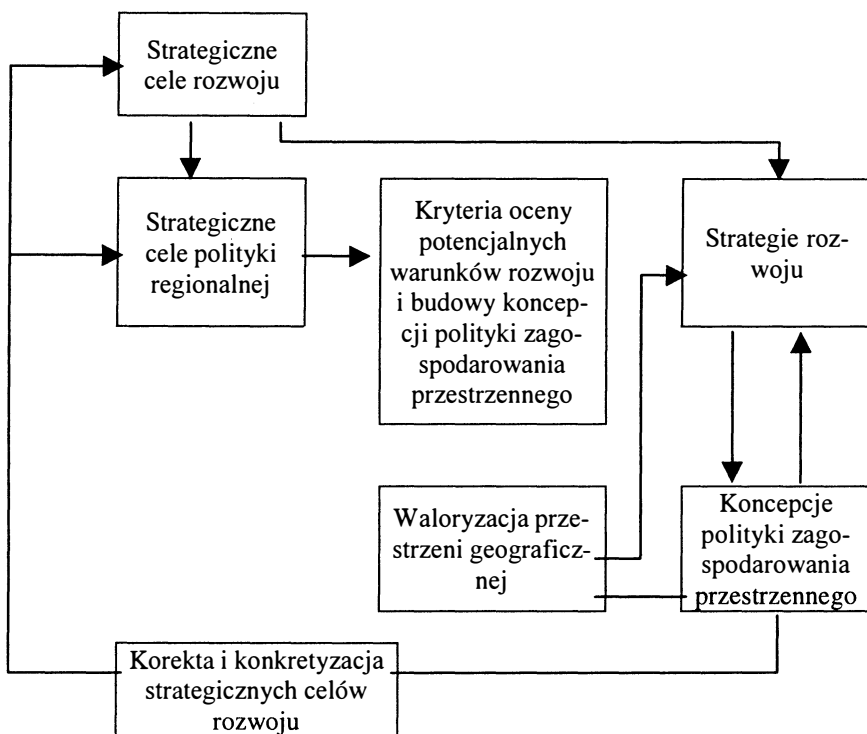 Strategiczne
cele rozwoju
Strategiczne
cele polityki
regionalnej
Kryteria oceny
potencjalnych
warunków rozwoju
i budowy koncep-
cji polityki zago-
spodarowania
przestrzennego
Strategie roz-
woju
Waloryzacja prze-
strzeni geograficz-
nej
Koncepcje
polityki zago-
spodarowania
przestrzennego
Korekta i konkretyzacja
strategicznych celów
rozwoju